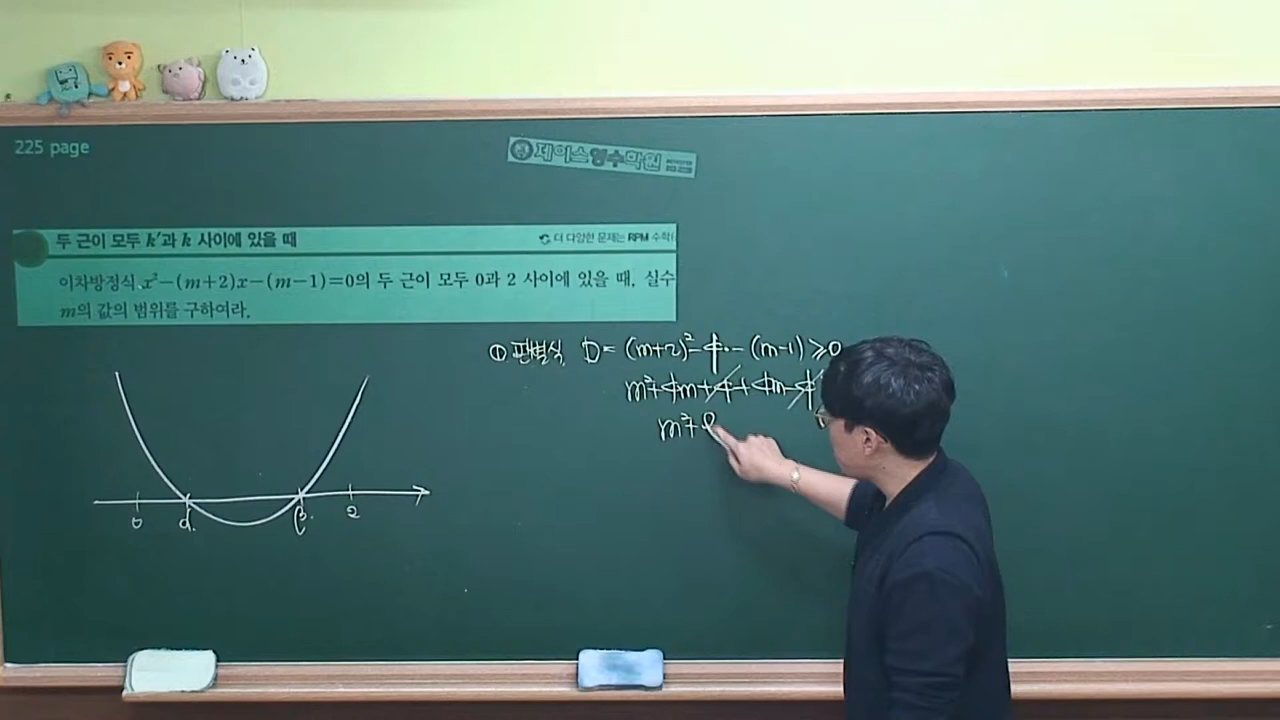 225 page
제이스영수학원
두 근이 모두 k′과 k 사이에 있을 때
더 다양한 문제는 RPM 수학(
이차방정식 x²−(m+2)x−(m−1)=0의 두 근이 모두 0과 2 사이에 있을 때, 실수
m의 값의 범위를 구하여라.
① 판별식, D= (m+2)²-4·-(m-1)≥0
m²+4m+4+4m-4
m²+8
0 α β 2